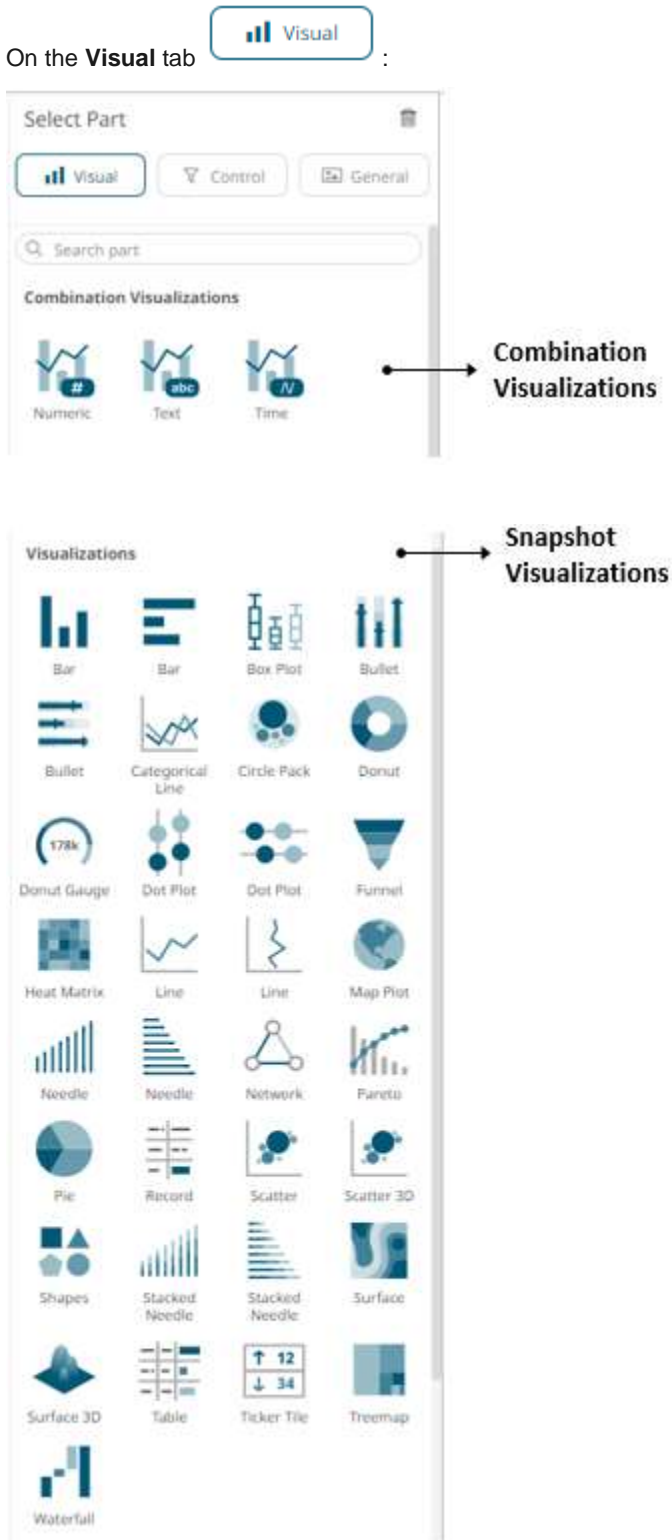 On the Visual tab Visual :
Select Part
Visual Control General
Search part
Combination Visualizations
# abc
Numeric Text Time
Combination
Visualizations
Visualizations
Snapshot
Visualizations
Bar Bar Box Plot Bullet
Bullet Categorical Line Circle Pack Donut
178k
Donut Gauge Dot Plot Dot Plot Funnel
Heat Matrix Line Line Map Plot
Needle Needle Network Pareto
Pie Record Scatter Scatter 3D
Shapes Stacked Needle Stacked Needle Surface
↑ 12
↓ 34
Surface 3D Table Ticker Tile Treemap
Waterfall